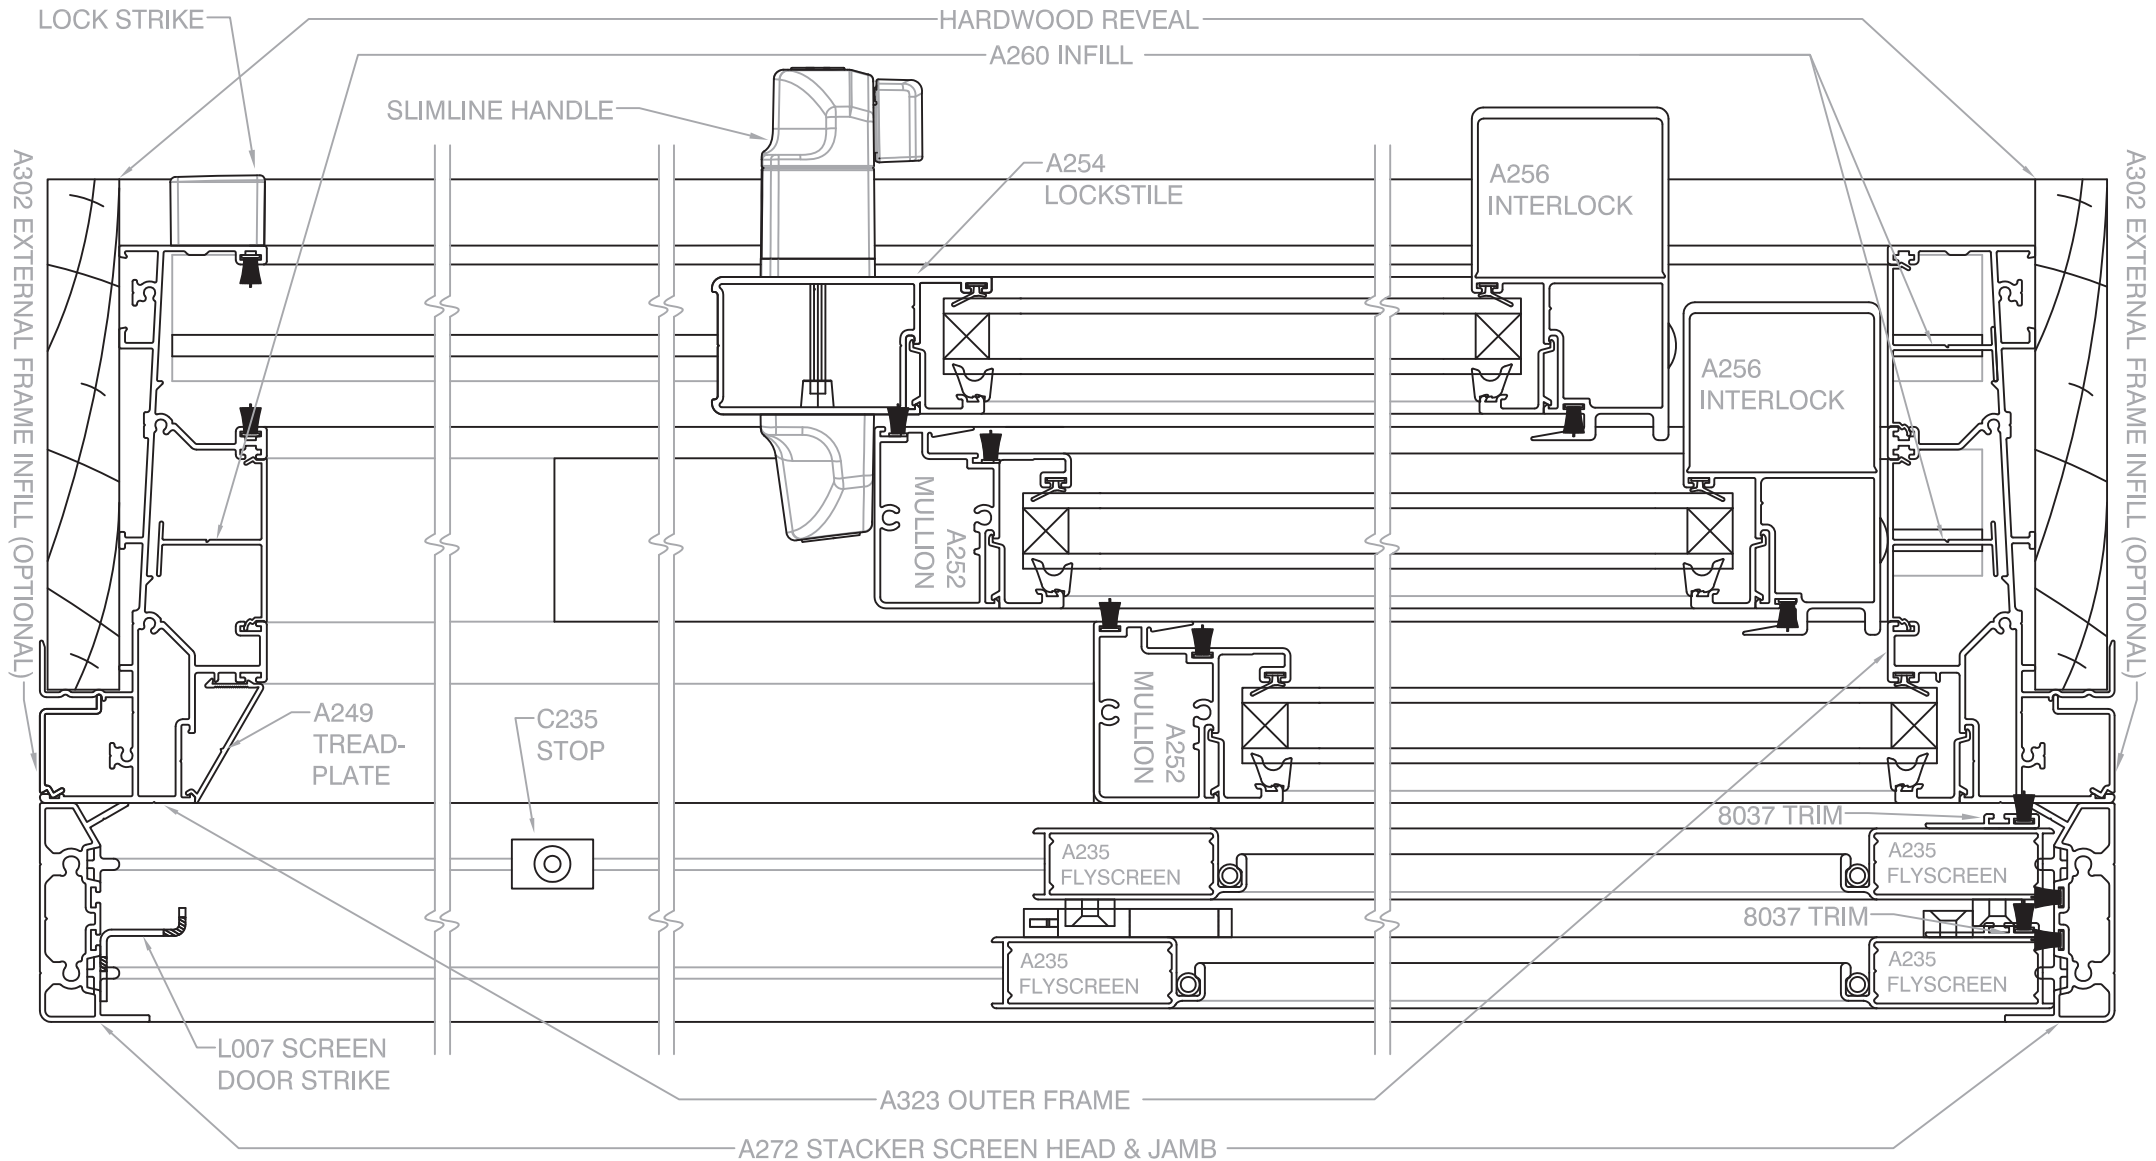 LOCK STRIKE
HARDWOOD REVEAL
A260 INFILL
SLIMLINE HANDLE
A254
LOCKSTILE
A256
INTERLOCK
A256
INTERLOCK
A302 EXTERNAL FRAME INFILL (OPTIONAL)
A302 EXTERNAL FRAME INFILL (OPTIONAL)
A252
MULLION
A252
MULLION
A249
TREAD-
PLATE
C235
STOP
8037 TRIM
A235
FLYSCREEN
A235
FLYSCREEN
8037 TRIM
A235
FLYSCREEN
A235
FLYSCREEN
L007 SCREEN
DOOR STRIKE
A323 OUTER FRAME
A272 STACKER SCREEN HEAD & JAMB